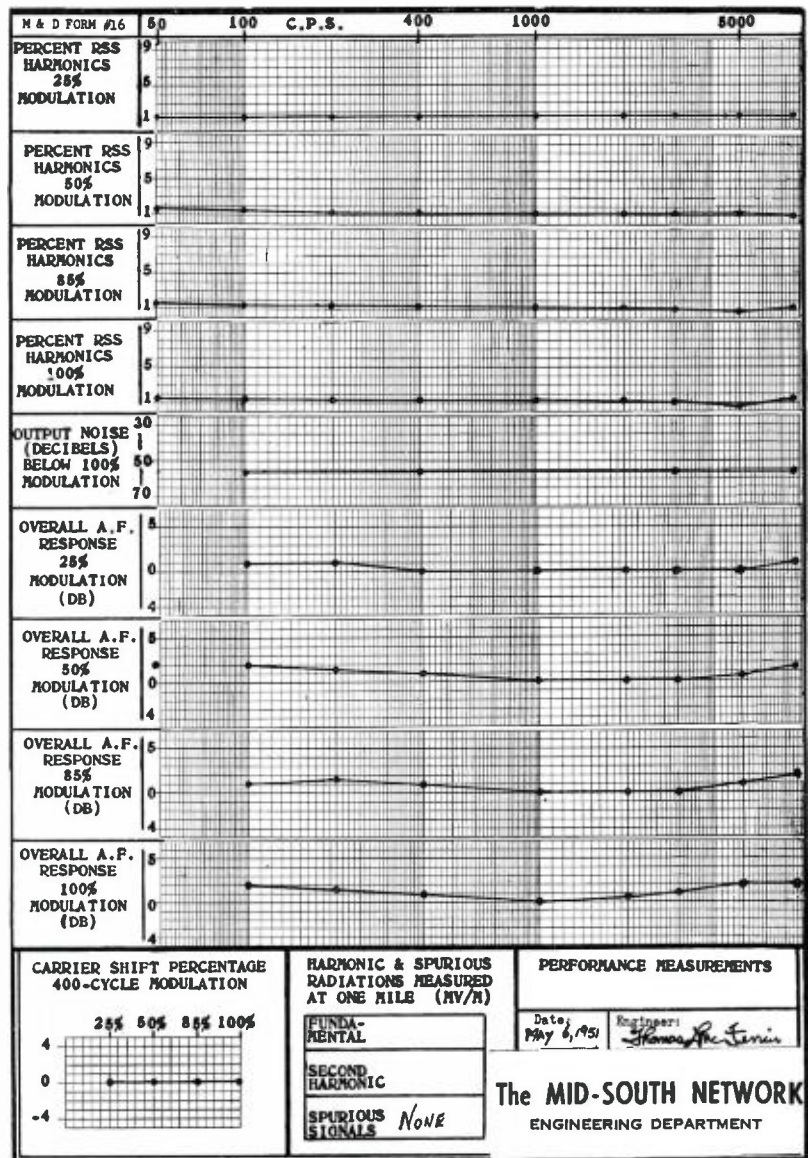 M & D FORM #16 50 100 C.P.S. 400 1000 5000
PERCENT RSS
HARMONICS
25%
MODULATION
9
5
1
PERCENT RSS
HARMONICS
50%
MODULATION
9
5
1
PERCENT RSS
HARMONICS
85%
MODULATION
9
5
1
PERCENT RSS
HARMONICS
100%
MODULATION
9
5
1
OUTPUT NOISE
(DECIBELS)
BELOW 100%
MODULATION
30
50
70
OVERALL A.F.
RESPONSE
25%
MODULATION
(DB)
5
0
4
OVERALL A.F.
RESPONSE
50%
MODULATION
(DB)
5
0
4
OVERALL A.F.
RESPONSE
85%
MODULATION
(DB)
5
0
4
OVERALL A.F.
RESPONSE
100%
MODULATION
(DB)
5
0
4
CARRIER SHIFT PERCENTAGE
400-CYCLE MODULATION
25% 50% 85% 100%
4
0
-4
HARMONIC & SPURIOUS
RADIATIONS MEASURED
AT ONE MILE (MV/M)
FUNDA-
MENTAL
SECOND
HARMONIC
SPURIOUS
SIGNALS NONE
PERFORMANCE MEASUREMENTS
Date:
MAY 6, 1951
Engineer:
Thomas
The MID-SOUTH NETWORK
ENGINEERING DEPARTMENT